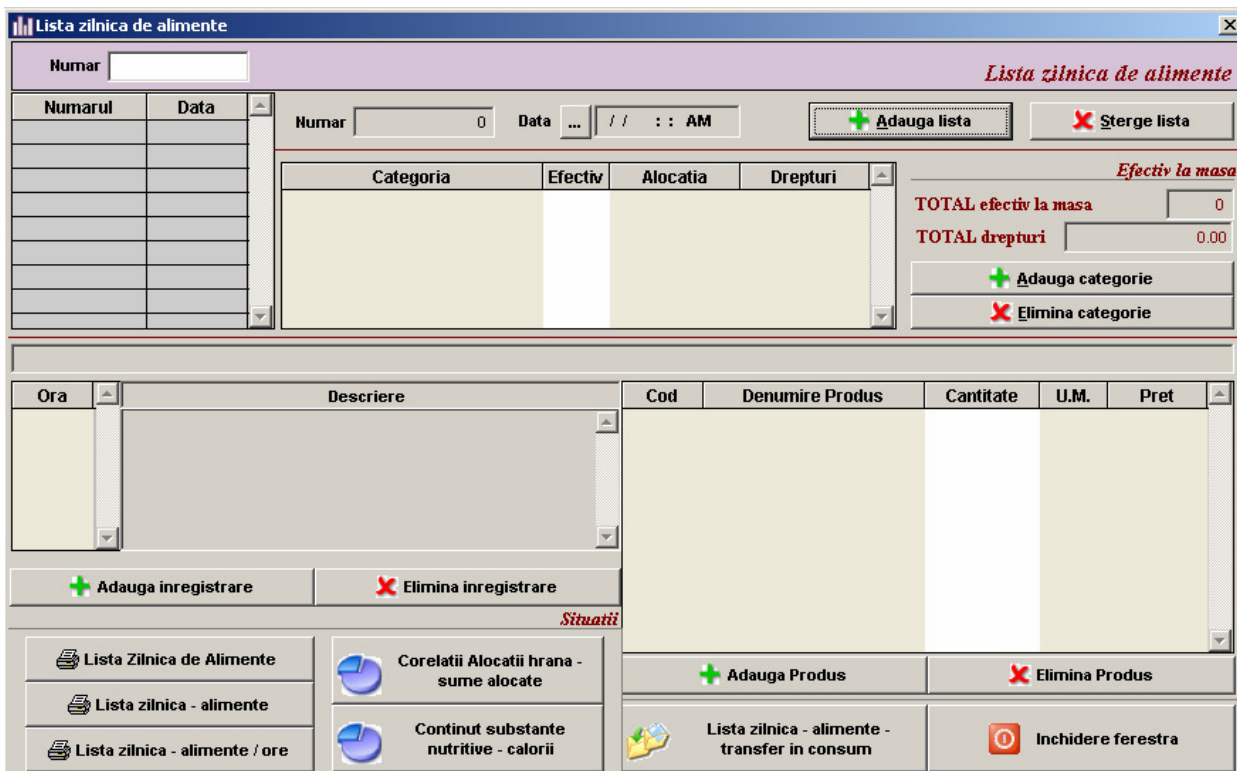 Lista zilnica de alimente
Numar
Lista zilnica de alimente
Numarul Data
Numar 0 Data ... / / : : AM
Adauga lista
Sterge lista
Categoria Efectiv Alocatia Drepturi
Efectiv la masa
TOTAL efectiv la masa 0
TOTAL drepturi 0.00
Adauga categorie
Elimina categorie
Ora Descriere
Cod Denumire Produs Cantitate U.M. Pret
Adauga inregistrare
Elimina inregistrare
Situatii
Lista Zilnica de Alimente
Lista zilnica - alimente
Lista zilnica - alimente / ore
Corelatii Alocatii hrana -
sume alocate
Continut substante
nutritive - calorii
Adauga Produs
Elimina Produs
Lista zilnica - alimente -
transfer in consum
Inchidere ferestra